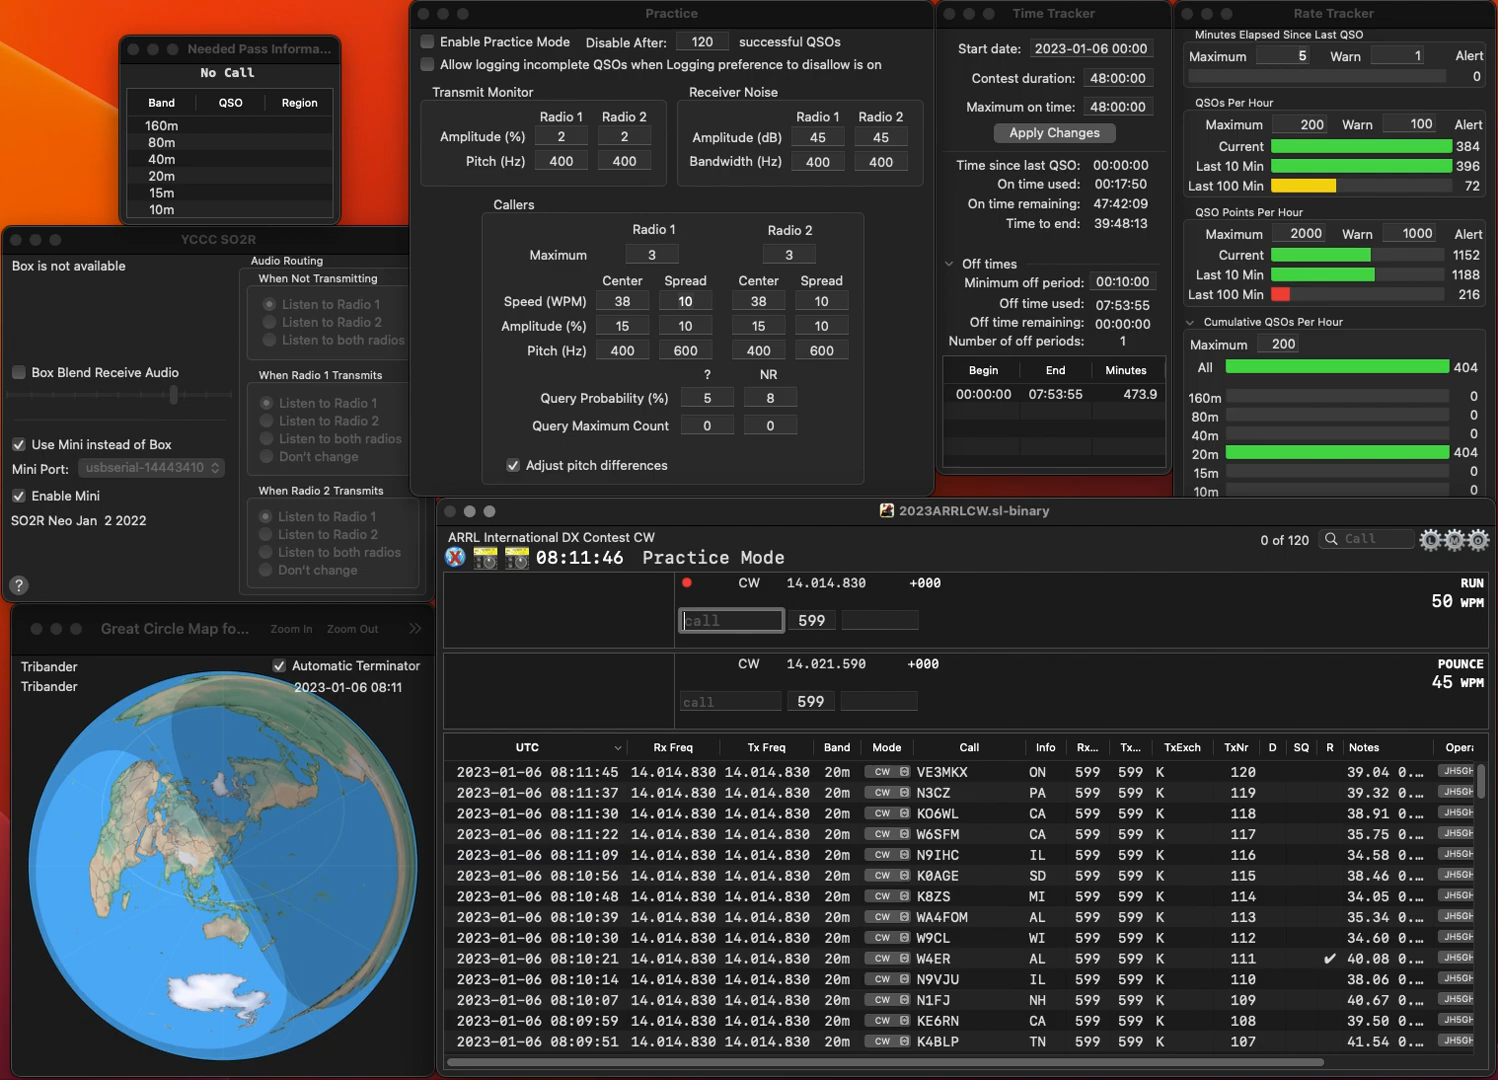 Needed Pass Informa...
No Call
Band QSO Region
160m
80m
40m
20m
15m
10m
YCCC SO2R
Box is not available
Audio Routing
When Not Transmitting
Listen to Radio 1
Listen to Radio 2
Listen to both radios
Box Blend Receive Audio
When Radio 1 Transmits
Listen to Radio 1
Listen to Radio 2
Listen to both radios
Don't change
Use Mini instead of Box
Mini Port: usbserial-14443410
Enable Mini
SO2R Neo Jan 2 2022
When Radio 2 Transmits
Listen to Radio 1
Listen to Radio 2
Listen to both radios
Don't change
?
Practice
Enable Practice Mode Disable After: 120 successful QSOs
Allow logging incomplete QSOs when Logging preference to disallow is on
Transmit Monitor
Radio 1 Radio 2
Amplitude (%) 2 2
Pitch (Hz) 400 400
Receiver Noise
Radio 1 Radio 2
Amplitude (dB) 45 45
Bandwidth (Hz) 400 400
Callers
Radio 1 Radio 2
Maximum 3 3
Center Spread Center Spread
Speed (WPM) 38 10 38 10
Amplitude (%) 15 10 15 10
Pitch (Hz) 400 600 400 600
? NR
Query Probability (%) 5 8
Query Maximum Count 0 0
Adjust pitch differences
Time Tracker
Start date: 2023-01-06 00:00
Contest duration: 48:00:00
Maximum on time: 48:00:00
Apply Changes
Time since last QSO: 00:00:00
On time used: 00:17:50
On time remaining: 47:42:09
Time to end: 39:48:13
Off times
Minimum off period: 00:10:00
Off time used: 07:53:55
Off time remaining: 00:00:00
Number of off periods: 1
Begin End Minutes
00:00:00 07:53:55 473.9
Rate Tracker
Minutes Elapsed Since Last QSO
Maximum 5 Warn 1 Alert
0
QSOs Per Hour
Maximum 200 Warn 100 Alert
Current 384
Last 10 Min 396
Last 100 Min 72
QSO Points Per Hour
Maximum 2000 Warn 1000 Alert
Current 1152
Last 10 Min 1188
Last 100 Min 216
Cumulative QSOs Per Hour
Maximum 200
All 404
160m 0
80m 0
40m 0
20m 404
15m 0
10m 0
Great Circle Map fo... Zoom In Zoom Out
Tribander
Tribander
Automatic Terminator
2023-01-06 08:11
2023ARRLCW.sl-binary
ARRL International DX Contest CW
08:11:46 Practice Mode
0 of 120 Call
L M O
CW 14.014.830 +000 RUN
50 WPM
call 599
CW 14.021.590 +000 POUNCE
45 WPM
call 599
UTC Rx Freq Tx Freq Band Mode Call Info Rx... Tx... TxExch TxNr D SQ R Notes Opera
2023-01-06 08:11:45 14.014.830 14.014.830 20m CW VE3MKX ON 599 599 K 120 39.04 0.… JH5GH
2023-01-06 08:11:37 14.014.830 14.014.830 20m CW N3CZ PA 599 599 K 119 39.32 0.… JH5GH
2023-01-06 08:11:30 14.014.830 14.014.830 20m CW KO6WL CA 599 599 K 118 38.91 0.… JH5GH
2023-01-06 08:11:22 14.014.830 14.014.830 20m CW W6SFM CA 599 599 K 117 35.75 0.… JH5GH
2023-01-06 08:11:09 14.014.830 14.014.830 20m CW N9IHC IL 599 599 K 116 34.58 0.… JH5GH
2023-01-06 08:10:56 14.014.830 14.014.830 20m CW K0AGE SD 599 599 K 115 38.46 0.… JH5GH
2023-01-06 08:10:48 14.014.830 14.014.830 20m CW K8ZS MI 599 599 K 114 34.05 0.… JH5GH
2023-01-06 08:10:39 14.014.830 14.014.830 20m CW WA4FOM AL 599 599 K 113 35.34 0.… JH5GH
2023-01-06 08:10:30 14.014.830 14.014.830 20m CW W9CL WI 599 599 K 112 34.60 0.… JH5GH
2023-01-06 08:10:21 14.014.830 14.014.830 20m CW W4ER AL 599 599 K 111 ✔ 40.08 0.… JH5GH
2023-01-06 08:10:14 14.014.830 14.014.830 20m CW N9VJU IL 599 599 K 110 38.06 0.… JH5GH
2023-01-06 08:10:07 14.014.830 14.014.830 20m CW N1FJ NH 599 599 K 109 40.67 0.… JH5GH
2023-01-06 08:09:59 14.014.830 14.014.830 20m CW KE6RN CA 599 599 K 108 39.50 0.… JH5GH
2023-01-06 08:09:51 14.014.830 14.014.830 20m CW K4BLP TN 599 599 K 107 41.54 0.… JH5GH